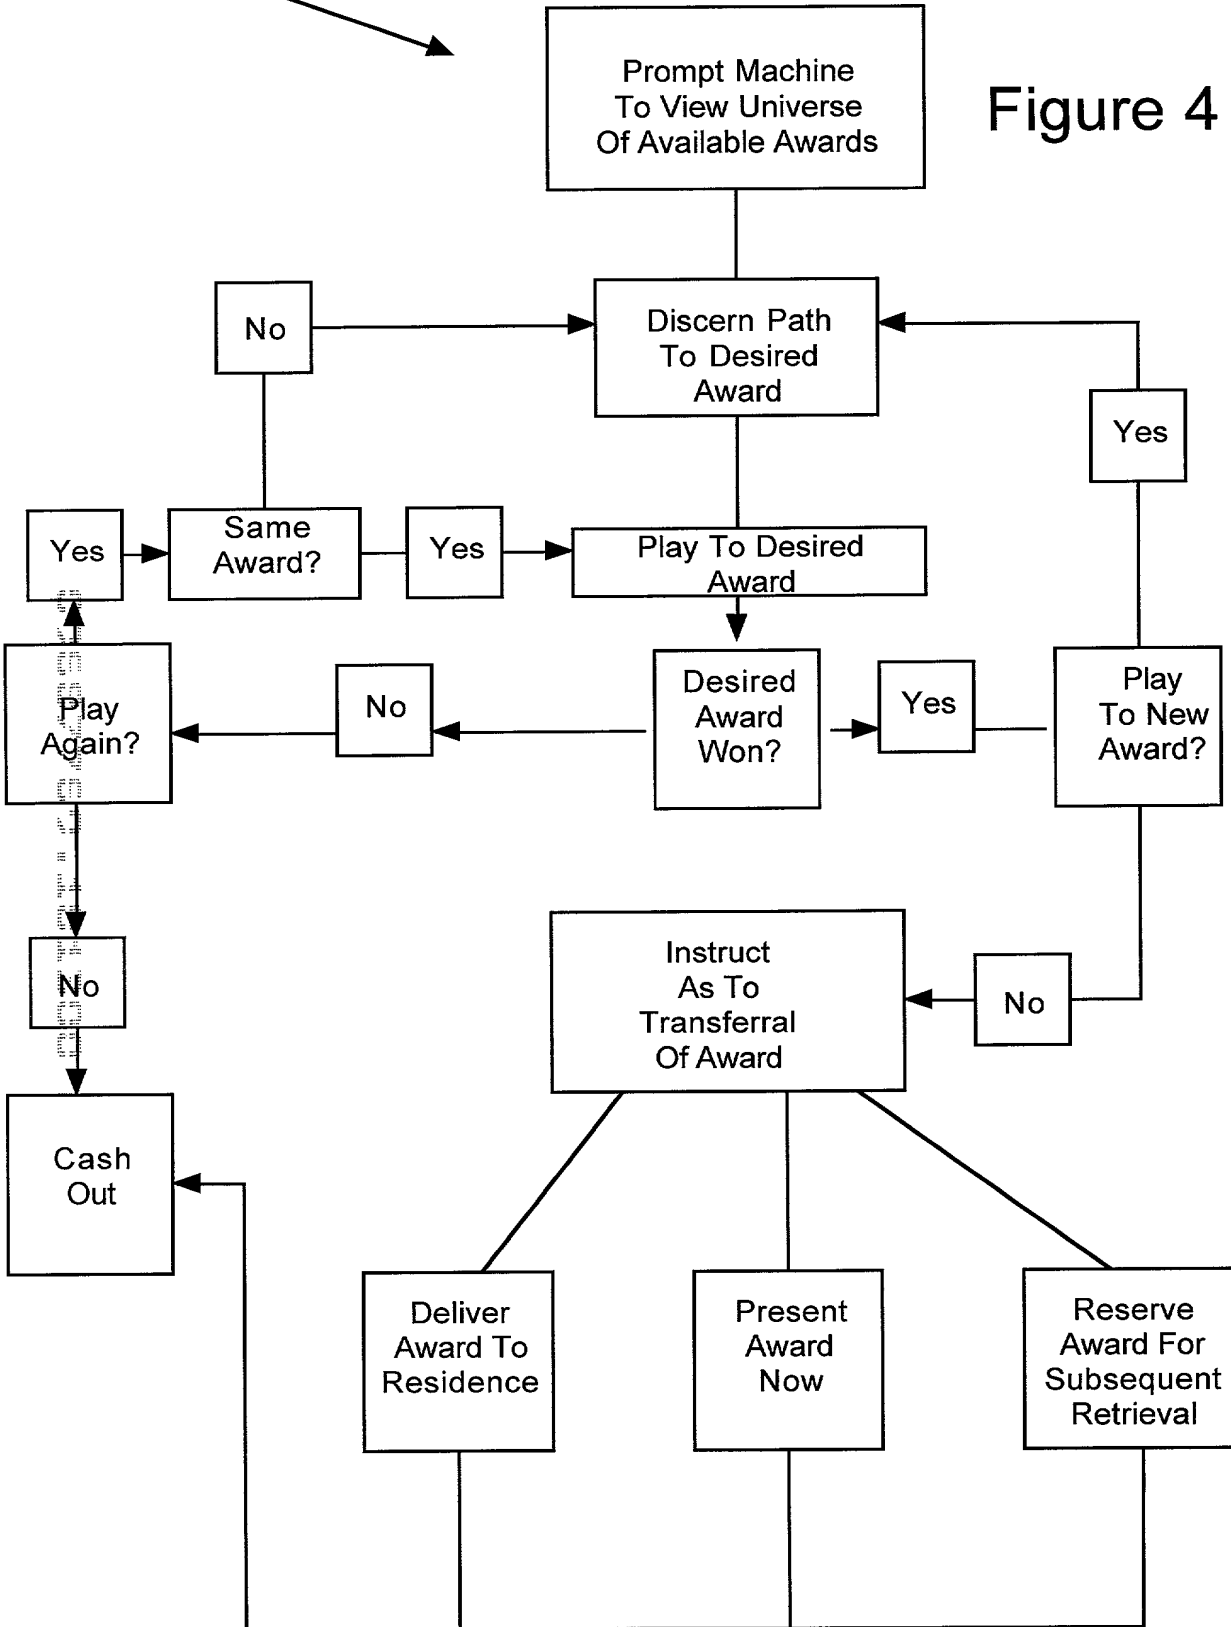 Prompt Machine
To View Universe
Of Available Awards
Figure 4
No
Discern Path
To Desired
Award
Yes
Yes
Same
Award?
Yes
Play To Desired
Award
Play
Again?
No
Desired
Award
Won?
Yes
Play
To New
Award?
No
Instruct
As To
Transferral
Of Award
No
Cash
Out
Deliver
Award To
Residence
Present
Award
Now
Reserve
Award For
Subsequent
Retrieval